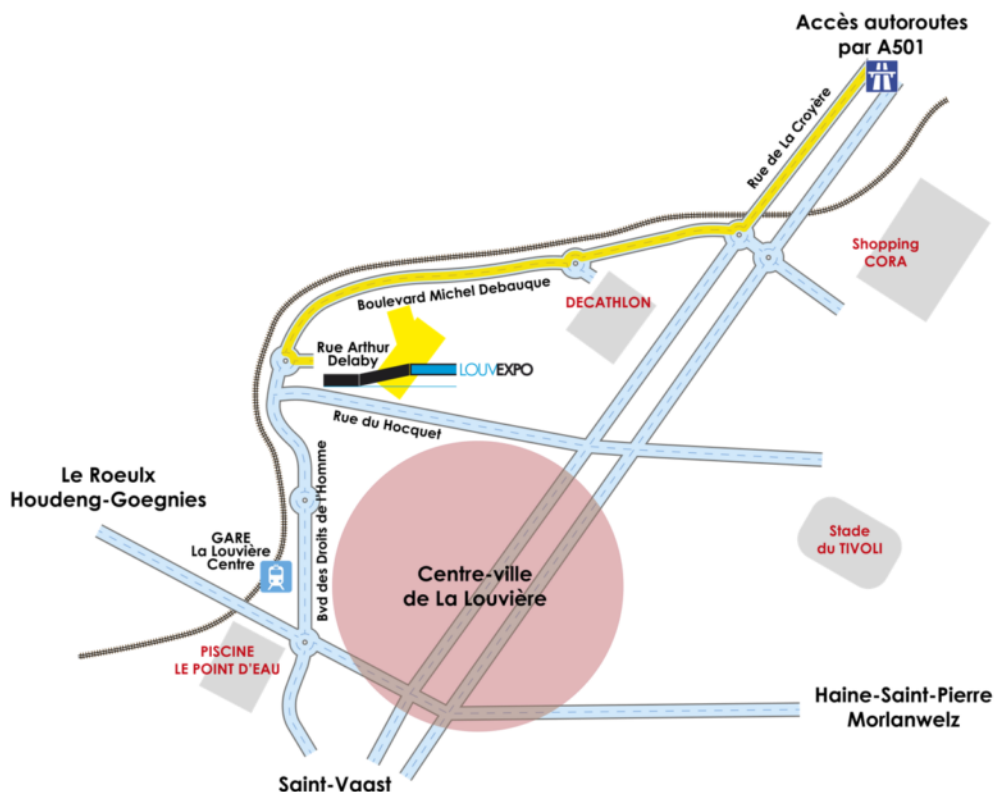 Accès autoroutes
par A501
Rue de La Croyère
Shopping
CORA
Boulevard Michel Debauque
DECATHLON
Rue Arthur
Delaby
LOUVEXPO
Rue du Hocquet
Le Roeulx
Houdeng-Goegnies
GARE
La Louvière
Centre
Bvd des Droits de l'Homme
Stade
du TIVOLI
Centre-ville
de La Louvière
PISCINE
LE POINT D'EAU
Haine-Saint-Pierre
Morlanwelz
Saint-Vaast